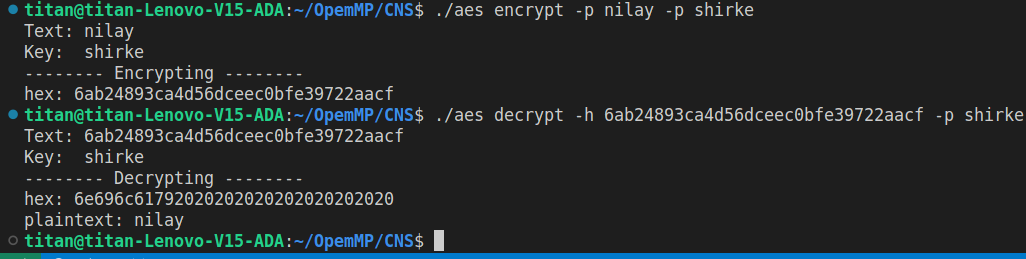 titan@titan-Lenovo-V15-ADA:~/OpemMP/CNS$ ./aes encrypt -p nilay -p shirke
Text: nilay
Key:  shirke
-------- Encrypting --------
hex: 6ab24893ca4d56dceec0bfe39722aacf
titan@titan-Lenovo-V15-ADA:~/OpemMP/CNS$ ./aes decrypt -h 6ab24893ca4d56dceec0bfe39722aacf -p shirke
Text: 6ab24893ca4d56dceec0bfe39722aacf
Key:  shirke
-------- Decrypting --------
hex: 6e696c61792020202020202020202020
plaintext: nilay
titan@titan-Lenovo-V15-ADA:~/OpemMP/CNS$